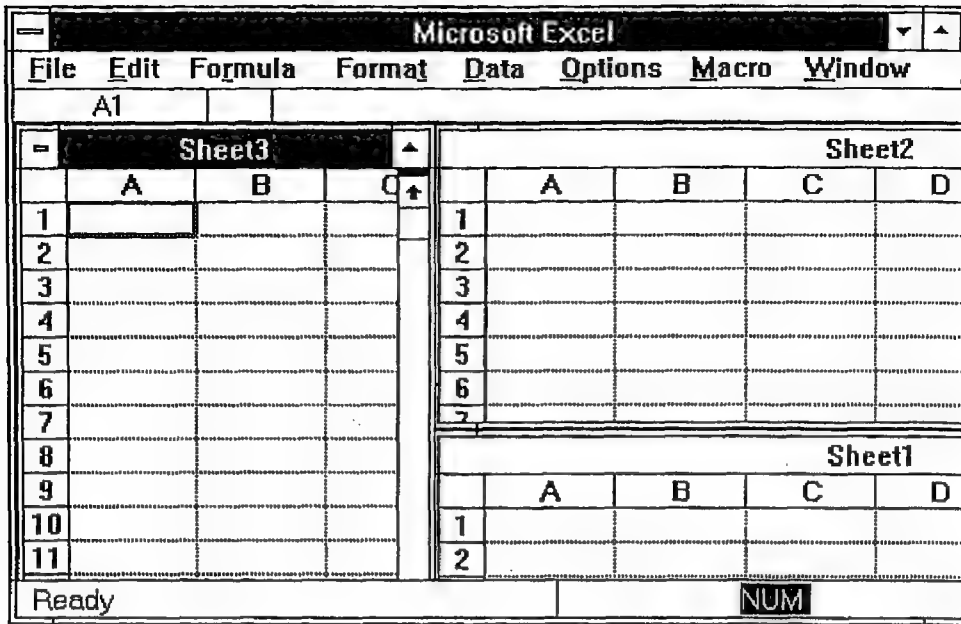 Microsoft Excel
File Edit Formula Format Data Options Macro Window
A1
Sheet3
A B C
1
2
3
4
5
6
7
8
9
10
11
Sheet2
A B C D
1
2
3
4
5
6
7
Sheet1
A B C D
1
2
Ready NUM